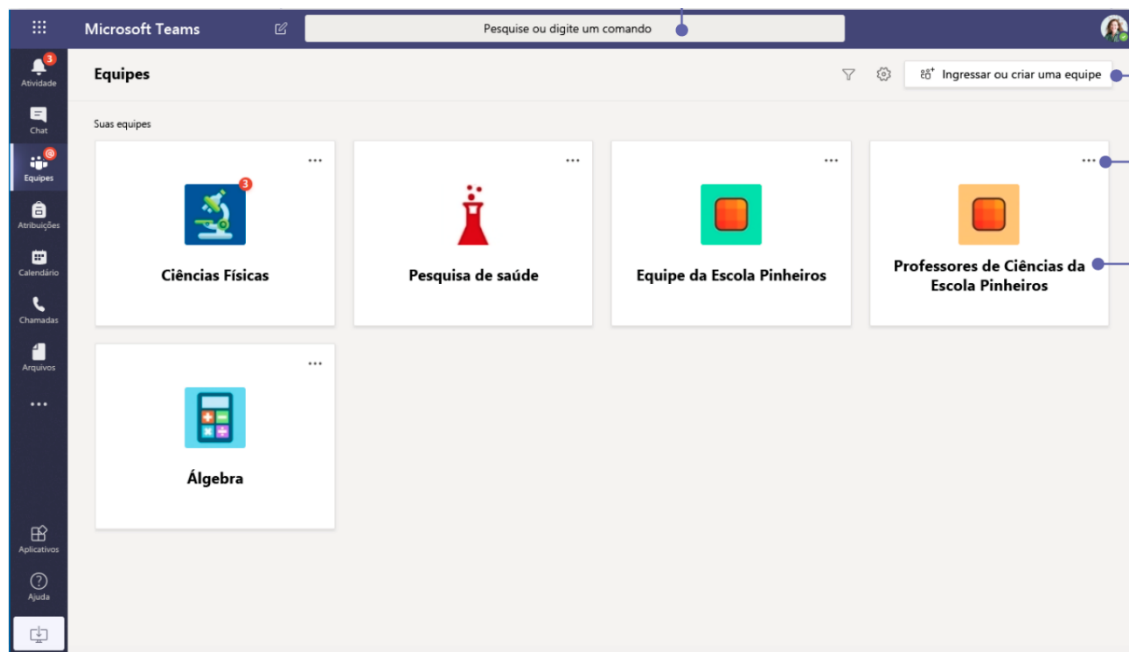 Microsoft Teams
Pesquise ou digite um comando
3
Atividade
Chat
Equipes
Atribuições
Calendário
Chamadas
Arquivos
Aplicativos
Ajuda
Equipes
Ingressar ou criar uma equipe
Suas equipes
3
Ciências Físicas
Pesquisa de saúde
Equipe da Escola Pinheiros
Professores de Ciências da
Escola Pinheiros
Álgebra